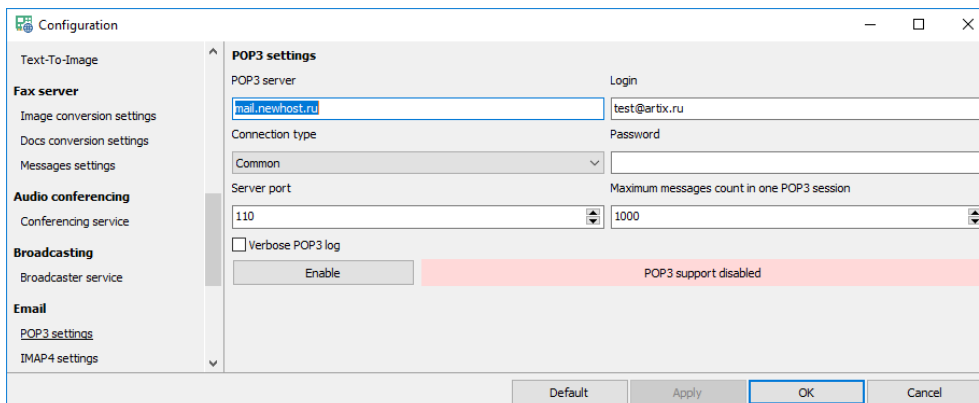 Configuration
Text-To-Image
Fax server
Image conversion settings
Docs conversion settings
Messages settings
Audio conferencing
Conferencing service
Broadcasting
Broadcaster service
Email
POP3 settings
IMAP4 settings
POP3 settings
POP3 server
Login
mail.newhost.ru
test@artix.ru
Connection type
Password
Common
Server port
Maximum messages count in one POP3 session
110
1000
Verbose POP3 log
Enable
POP3 support disabled
Default
Apply
OK
Cancel